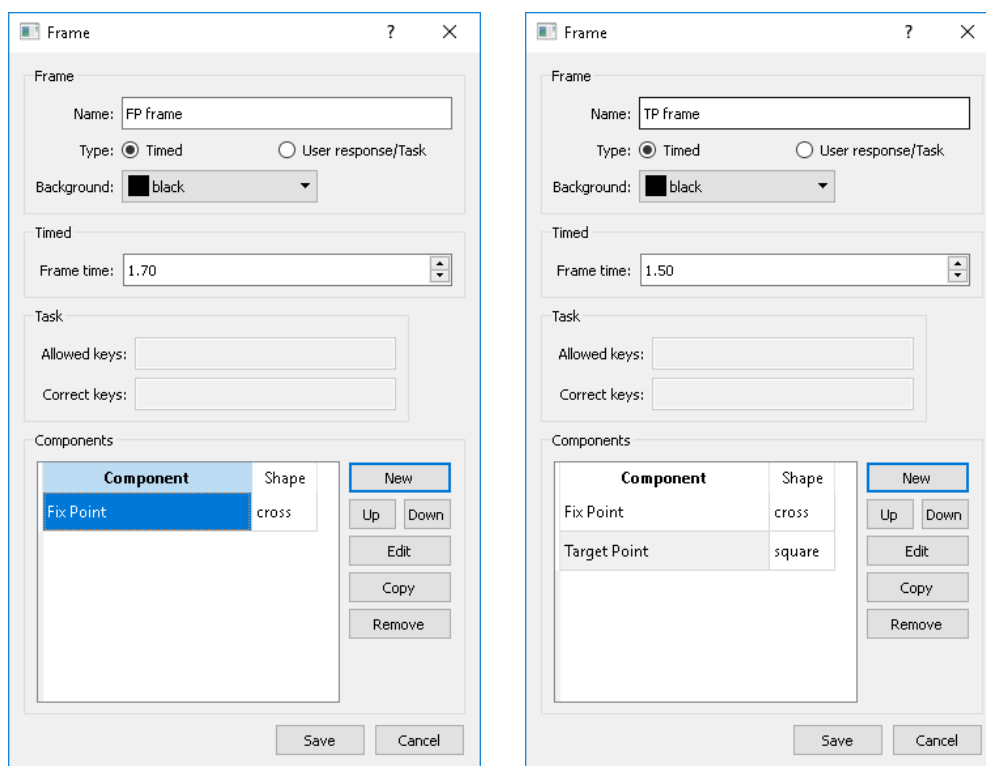 Frame ? ×
Frame
Name: FP frame
Type: Timed User response/Task
Background: black
Timed
Frame time: 1.70
Task
Allowed keys:
Correct keys:
Components
Component Shape
Fix Point cross
New
Up Down
Edit
Copy
Remove
Save Cancel
Frame ? ×
Frame
Name: TP frame
Type: Timed User response/Task
Background: black
Timed
Frame time: 1.50
Task
Allowed keys:
Correct keys:
Components
Component Shape
Fix Point cross
Target Point square
New
Up Down
Edit
Copy
Remove
Save Cancel